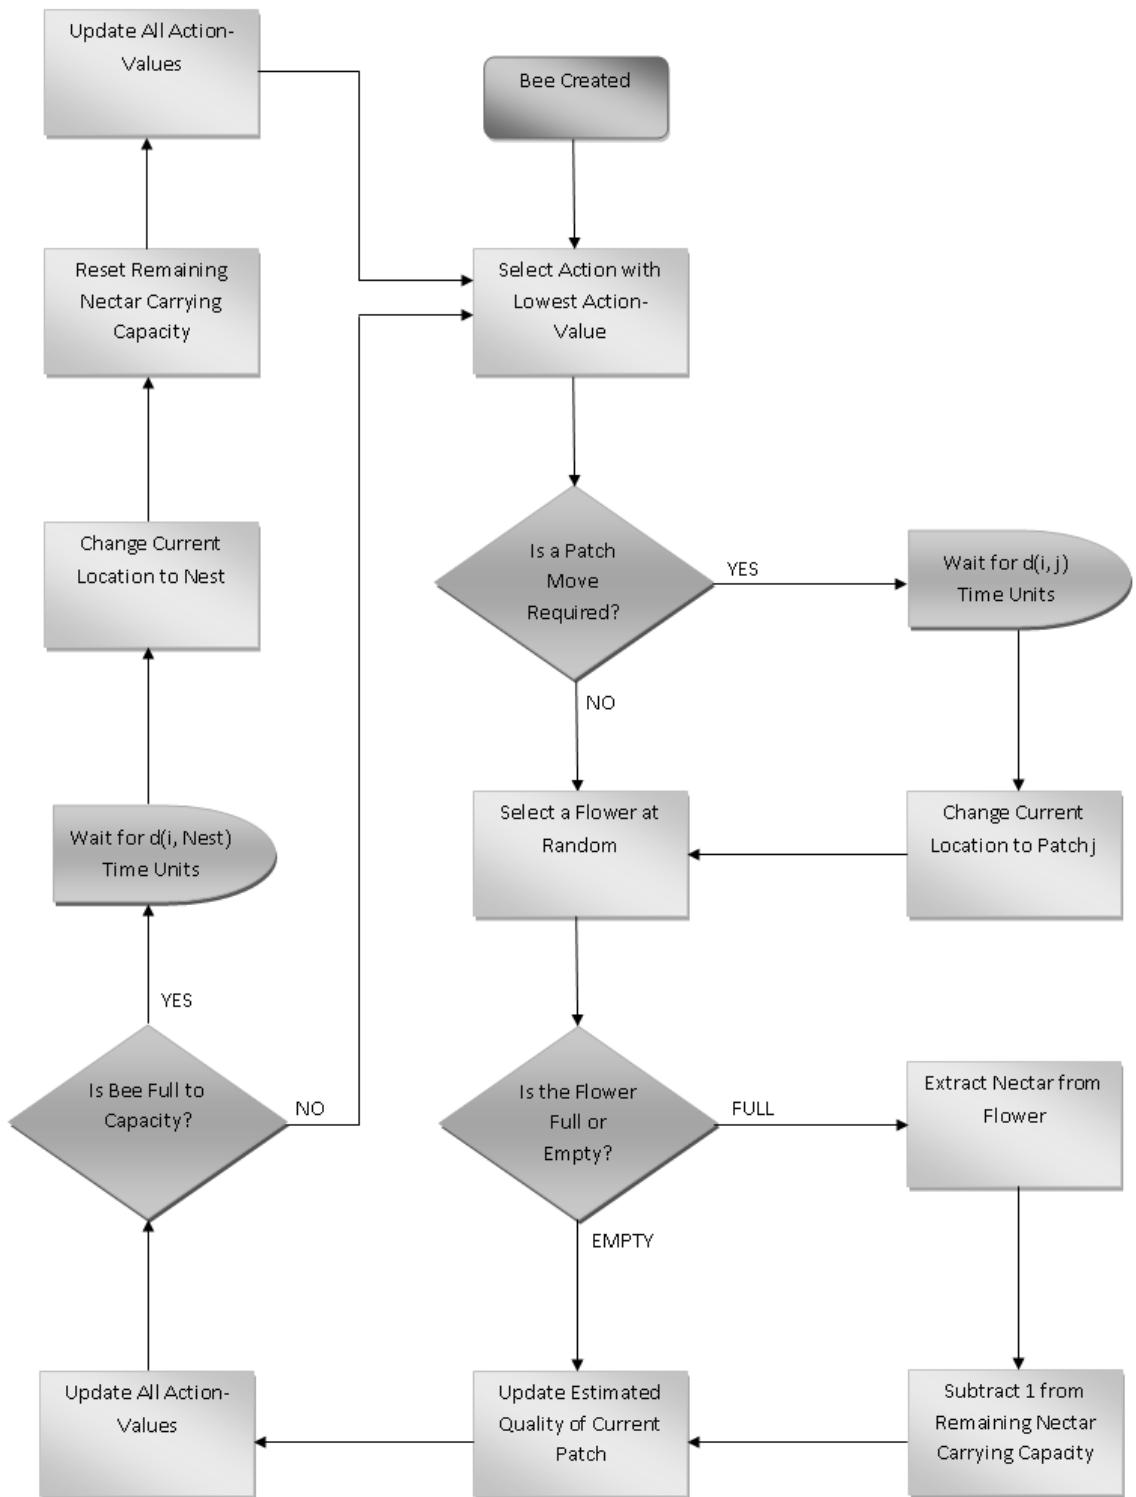 Update All Action-
Values
Bee Created
Reset Remaining
Nectar Carrying
Capacity
Select Action with
Lowest Action-
Value
Change Current
Location to Nest
Is a Patch
Move
Required?
YES
Wait for d(i, j)
Time Units
NO
Wait for d(i, Nest)
Time Units
Select a Flower at
Random
Change Current
Location to Patch j
YES
Is Bee Full to
Capacity?
NO
Is the Flower
Full or
Empty?
FULL
Extract Nectar from
Flower
EMPTY
Update All Action-
Values
Update Estimated
Quality of Current
Patch
Subtract 1 from
Remaining Nectar
Carrying Capacity